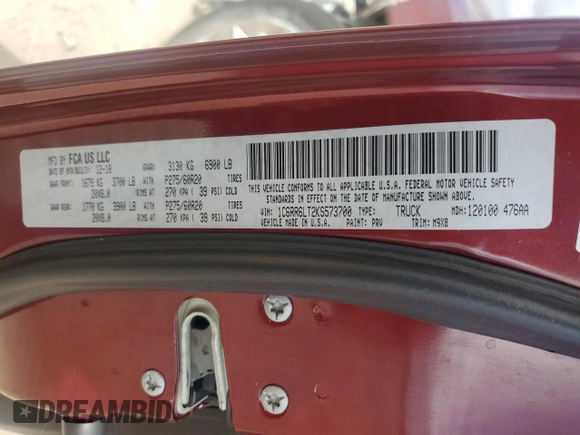 MFD BY FCA US LLC
DATE OF MFR/BUILT: 12-18 GVWR: 3130 KG 6900 LB
GAWR FRONT: 1679 KG 3700 LB P275/60R20 TIRES
20X8.0 RIMS AT 270 KPA ( 39 PSI) COLD
GAWR REAR: 1770 KG 3900 LB P275/60R20 TIRES
20X8.0 RIMS AT 270 KPA ( 39 PSI) COLD
THIS VEHICLE CONFORMS TO ALL APPLICABLE U.S.A. FEDERAL MOTOR VEHICLE SAFETY
STANDARDS IN EFFECT ON THE DATE OF MANUFACTURE SHOWN ABOVE.
VIN: 1C6RR6LT2KS573700 TYPE: TRUCK MDH: 120100 476AA
VEHICLE MADE IN U.S.A. PAINT: PRV TRIM: M9X8
DREAMBID